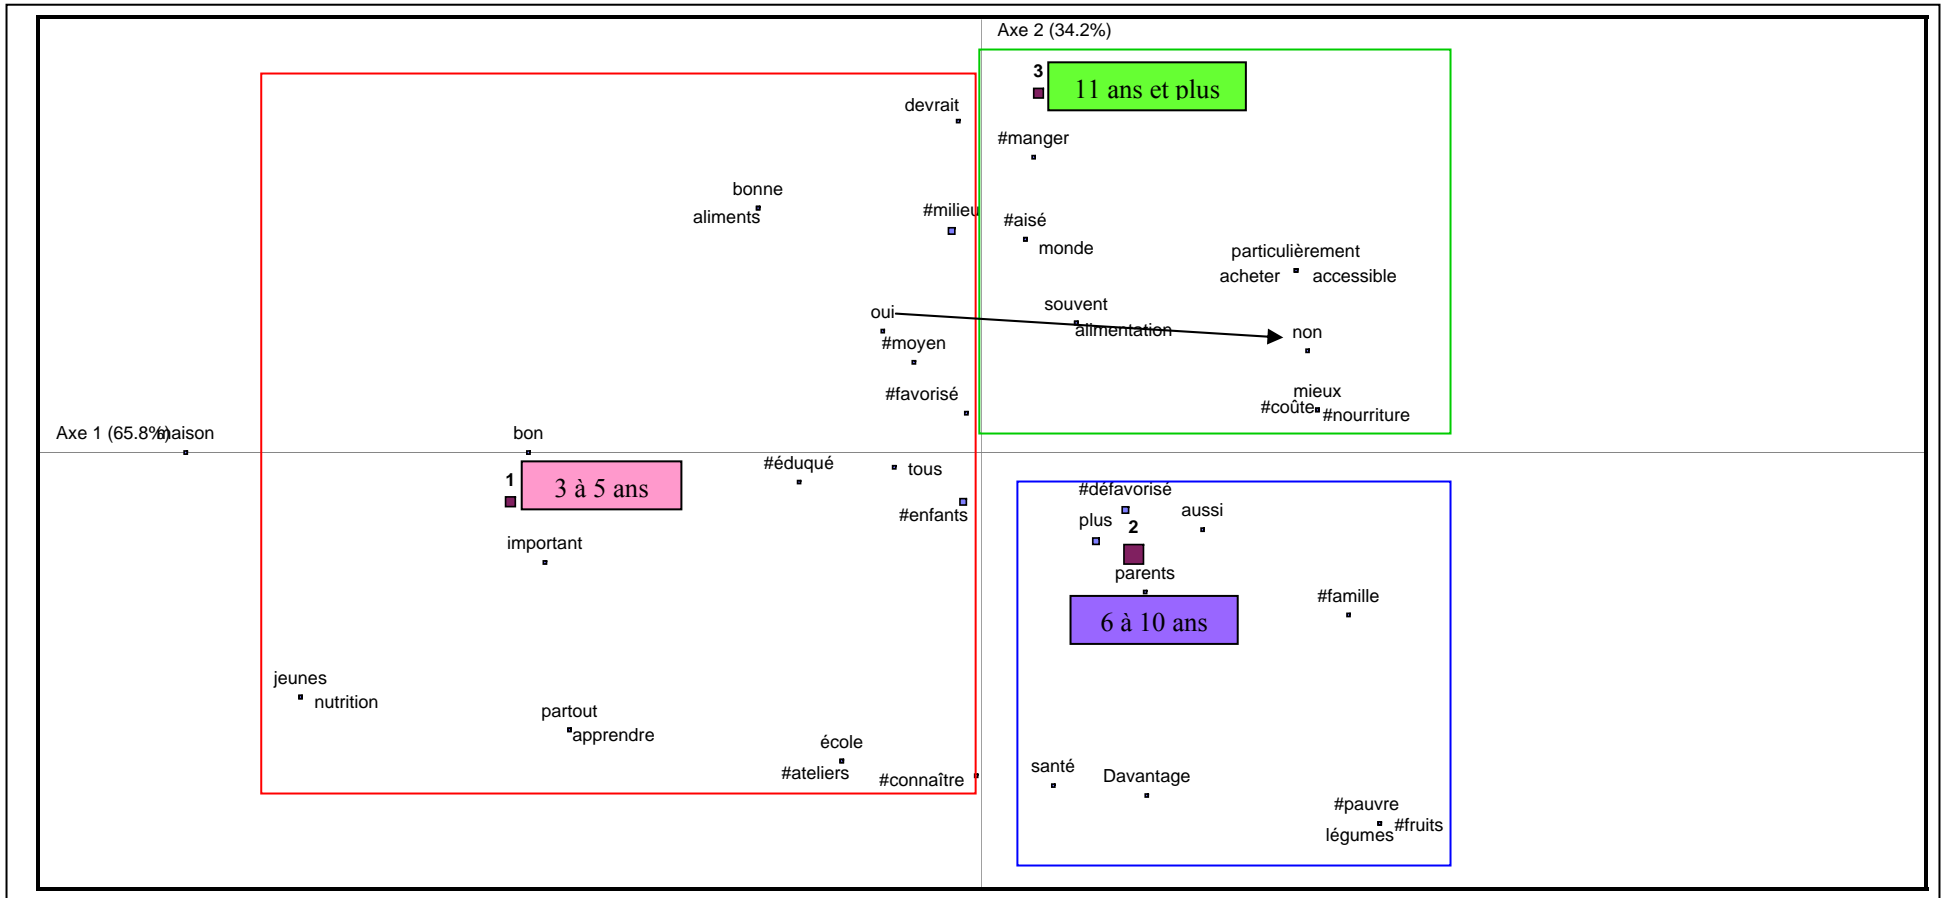 Axe 2 (34.2%)
3
11 ans et plus
devrait
#manger
bonne
aliments
#milieu
#aisé
monde
particulièrement
acheter
accessible
oui
souvent
alimentation
non
#moyen
#favorisé
mieux
#coûte
#nourriture
Axe 1 (65.8%)
maison
bon
#éduqué
tous
1
3 à 5 ans
#enfants
#défavorisé
plus
2
aussi
important
parents
#famille
6 à 10 ans
jeunes
nutrition
partout
apprendre
école
#ateliers
#connaître
santé
Davantage
#pauvre
#fruits
légumes